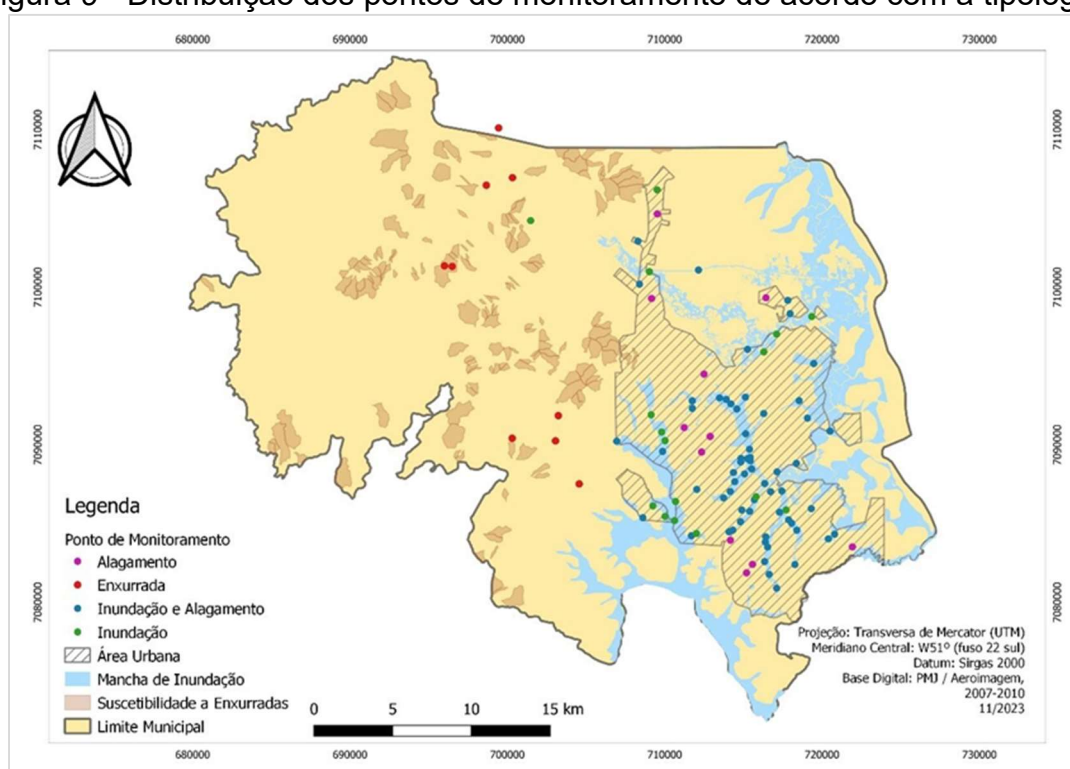 Distribuição dos pontos de monitoramento de acordo com a
680000 690000 700000 710000 720000 730000
7110000 7110000
7100000 7100000
7090000 7090000
7080000 7080000
Legenda
Ponto de Monitoramento
Alagamento
Enxurrada
Inundação e Alagamento
Inundação
Área Urbana
Mancha de Inundação
Suscetibilidade a Enxurradas
Limite Municipal
0 5 10 15 km
Projeção: Transversa de Mercator (UTM)
Meridiano Central: W51º (fuso 22 sul)
Datum: Sirgas 2000
Base Digital: PMJ / Aeroimagem,
2007-2010
11/2023
680000 690000 700000 710000 720000 730000